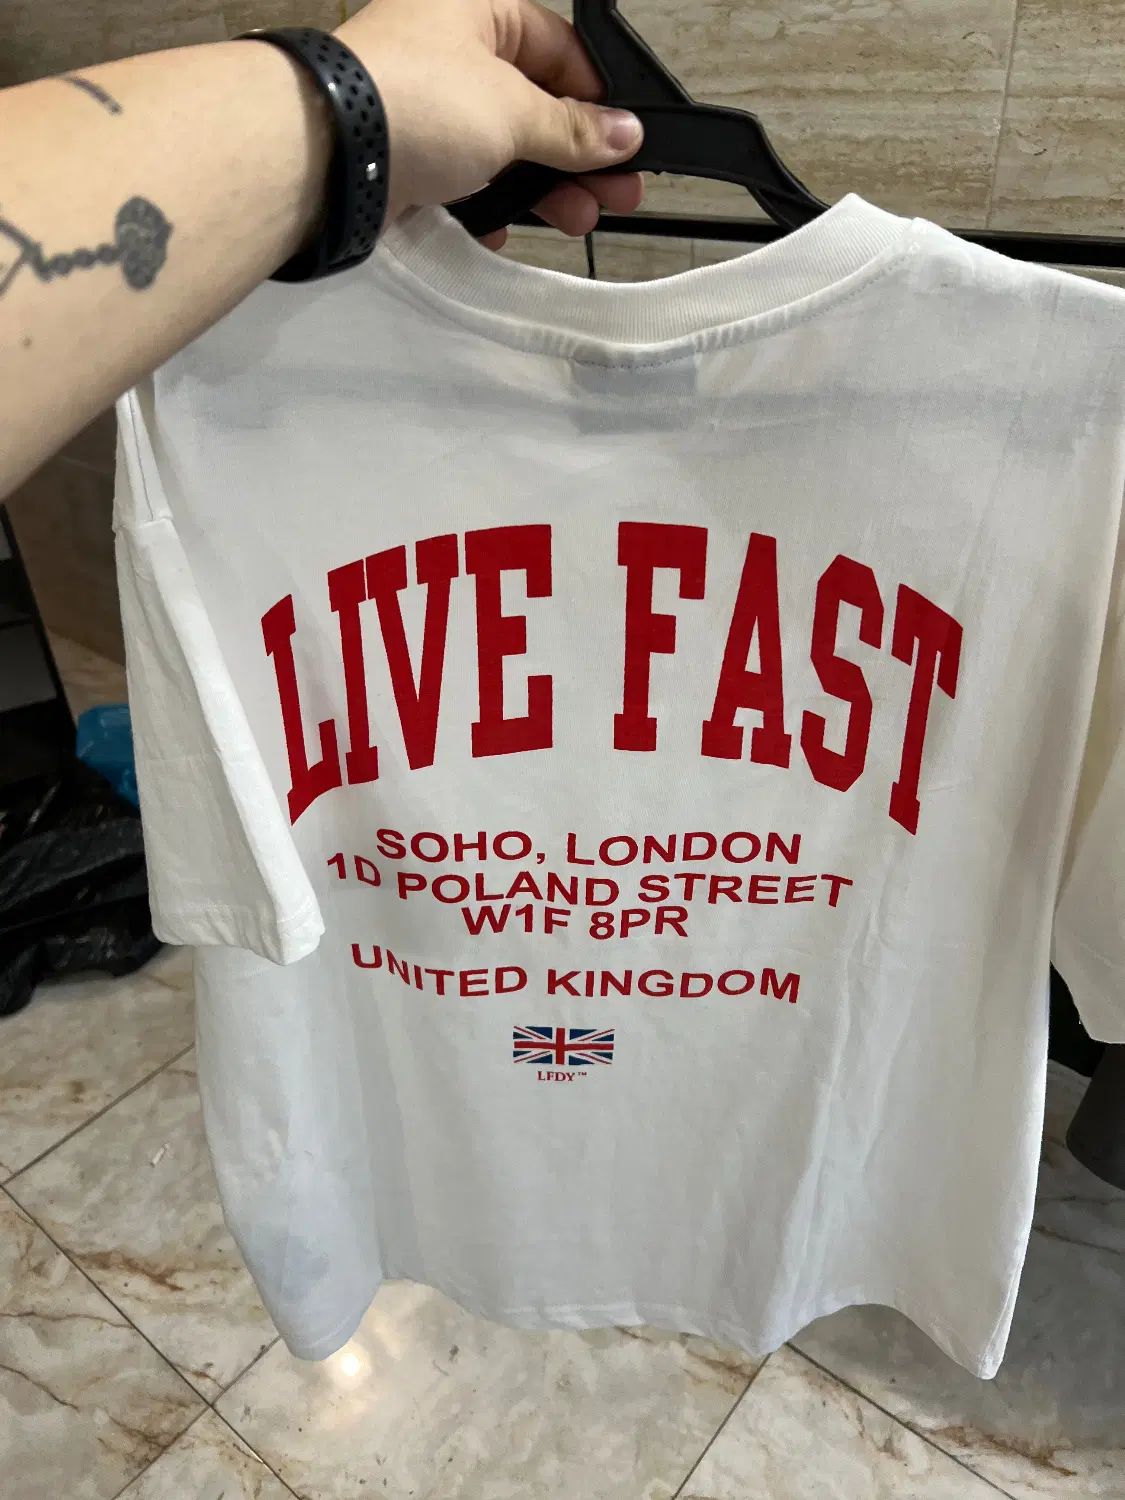 LIVE FAST
SOHO, LONDON
1D POLAND STREET
W1F 8PR
UNITED KINGDOM
LFDY™